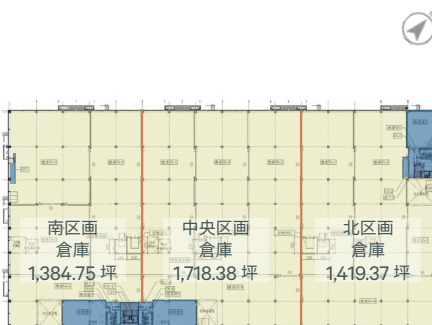 南区画
倉庫
1,384.75 坪
中央区画
倉庫
1,718.38 坪
北区画
倉庫
1,419.37 坪